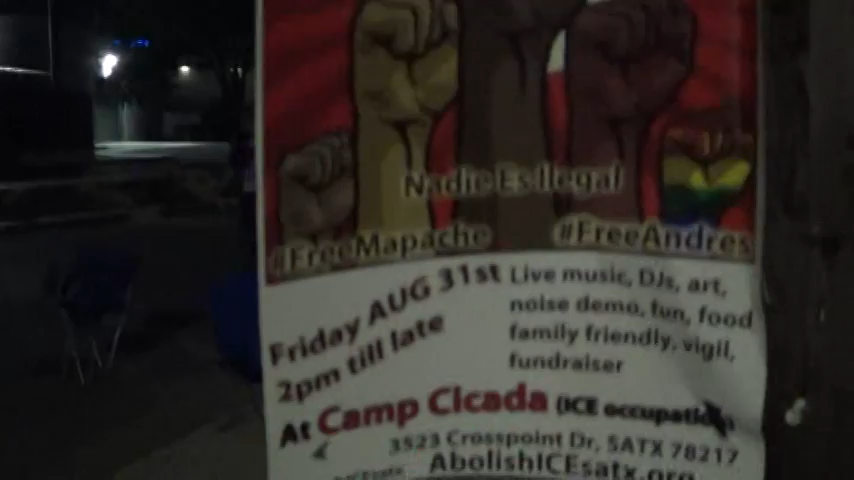 Nadie Es Ilegal
#FreeMapache #FreeAndres
Friday AUG 31st
2pm till late
Live music, DJs, art,
noise demo, fun, food
family friendly, vigil,
fundraiser
At Camp Cicada (ICE occupation)
3523 Crosspoint Dr, SATX 78217
AbolishICEsatx.org